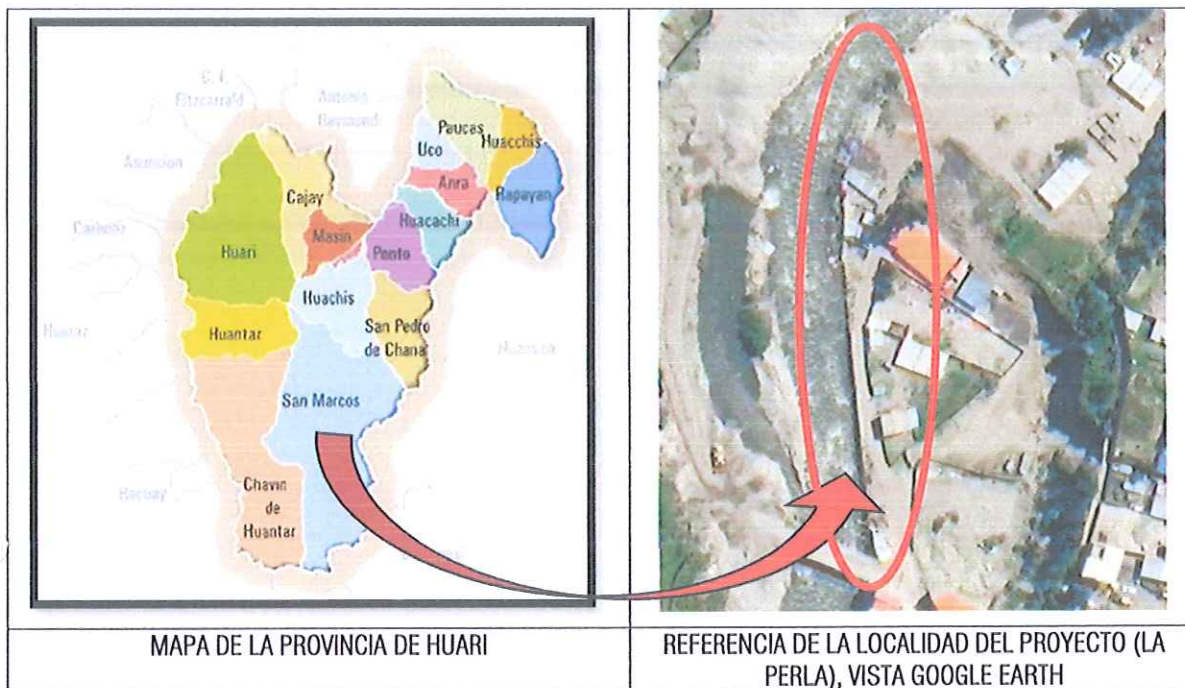 C. F.
Fitzcarrald
Antonio
Raymondi
Asuncion
Paucas
Huacchis
Uco
Anra
Rapayan
Cajay
Huacachi
Masin
Ponto
Huari
Huachis
Huantar
San Pedro
de Chana
San Marcos
Recuay
Chavin
de
Huantar
MAPA DE LA PROVINCIA DE HUARI
REFERENCIA DE LA LOCALIDAD DEL PROYECTO (LA
PERLA), VISTA GOOGLE EARTH